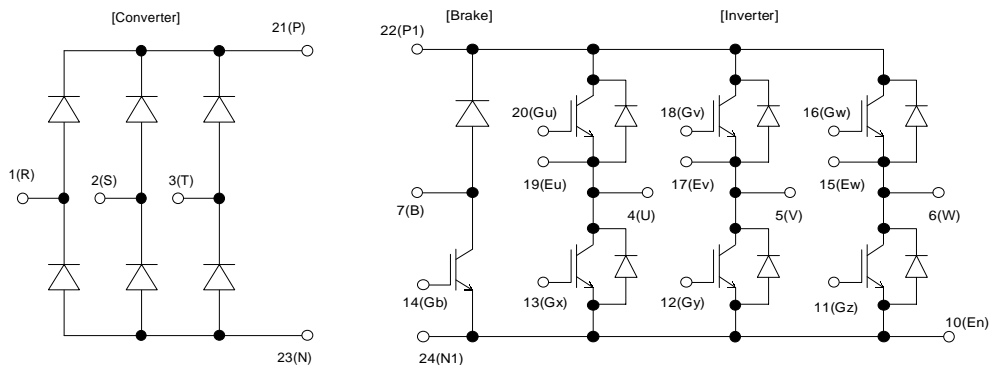 [Converter]
[Brake]
[Inverter]
21(P)
22(P1)
20(Gu)
18(Gv)
16(Gw)
1(R)
2(S)
3(T)
7(B)
19(Eu)
17(Ev)
15(Ew)
4(U)
5(V)
6(W)
14(Gb)
13(Gx)
12(Gy)
11(Gz)
10(En)
23(N)
24(N1)